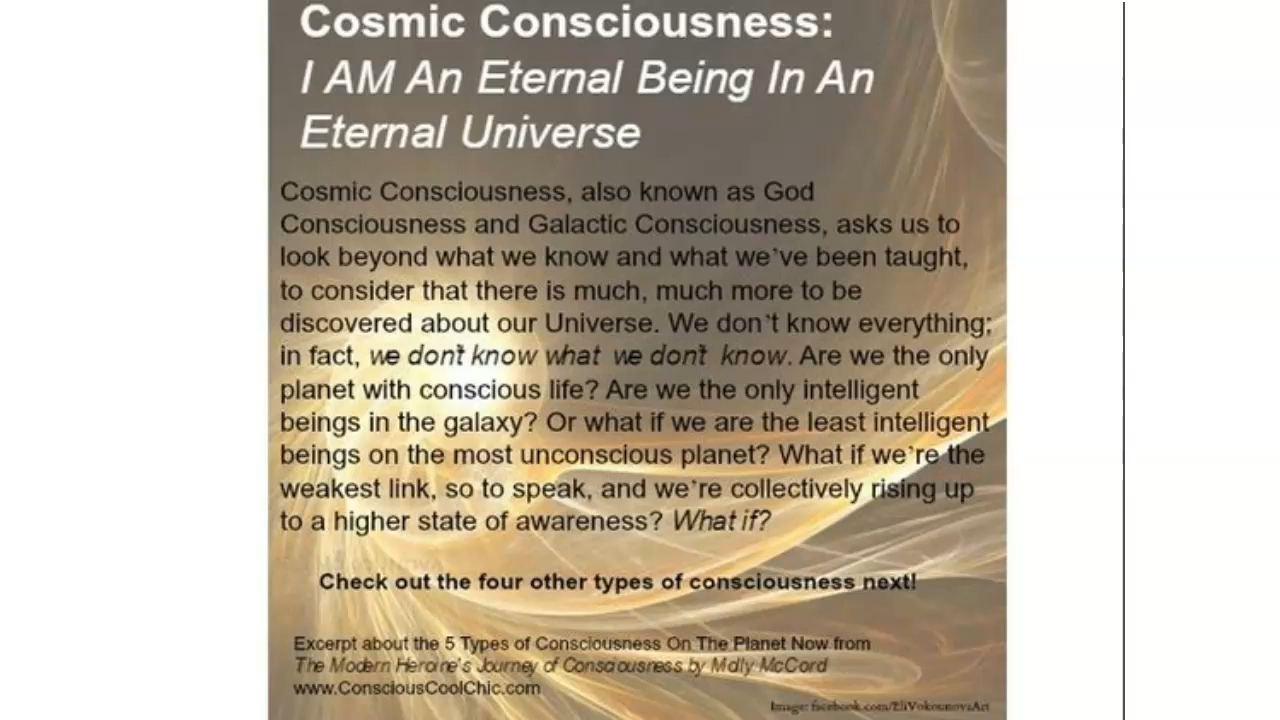 Cosmic Consciousness:
I AM An Eternal Being In An
Eternal Universe
Cosmic Consciousness, also known as God
Consciousness and Galactic Consciousness, asks us to
look beyond what we know and what we've been taught,
to consider that there is much, much more to be
discovered about our Universe. We don't know everything;
in fact, we don't know what we don't know. Are we the only
planet with conscious life? Are we the only intelligent
beings in the galaxy? Or what if we are the least intelligent
beings on the most unconscious planet? What if we're the
weakest link, so to speak, and we're collectively rising up
to a higher state of awareness? What if?
Check out the four other types of consciousness next!
Excerpt about the 5 Types of Consciousness On The Planet Now from
The Modern Heroine's Journey of Consciousness by Molly McCord
www.ConsciousCoolChic.com
Image: facebook.com/EliVokounovaArt